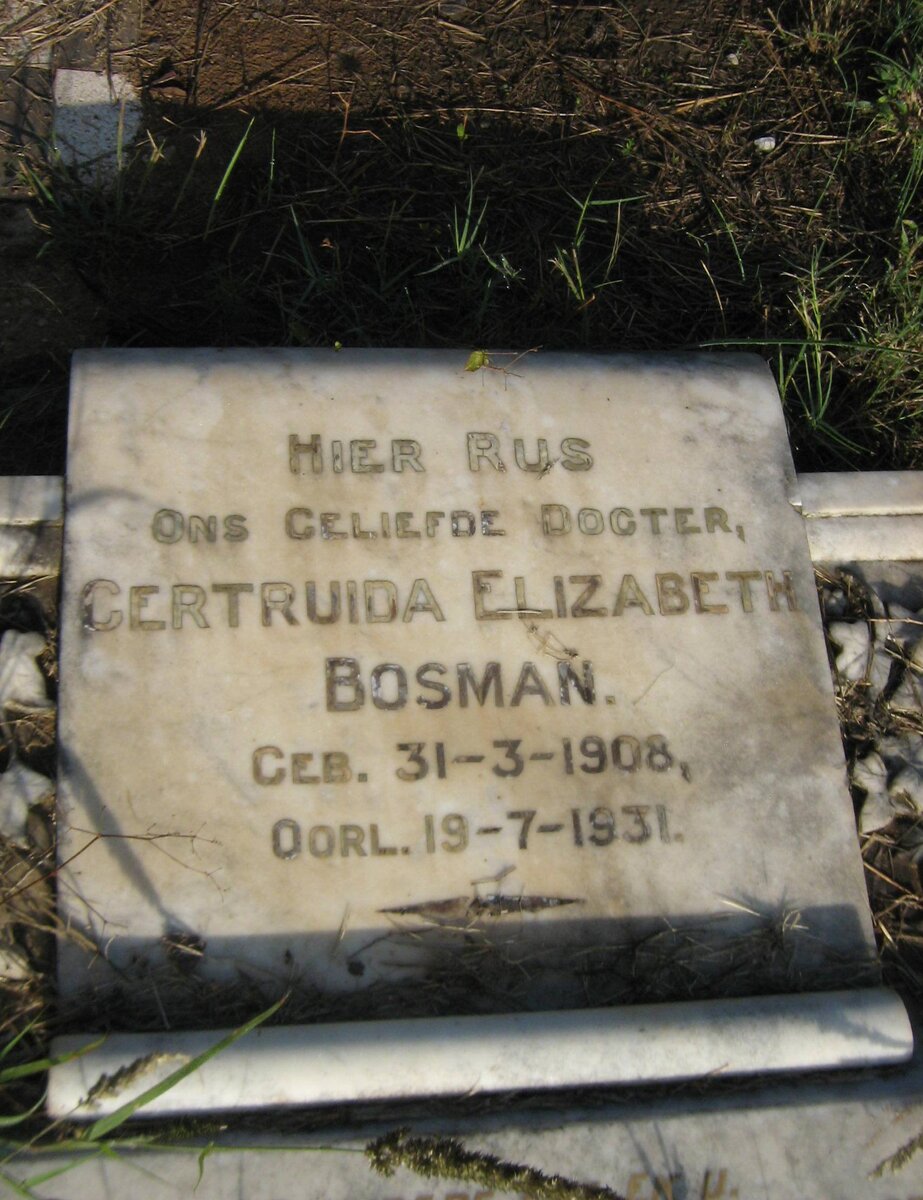 HIER RUS
ONS GELIEFDE DOGTER,
GERTRUIDA ELIZABETH
BOSMAN.
GEB. 31-3-1908,
OORL. 19-7-1931.